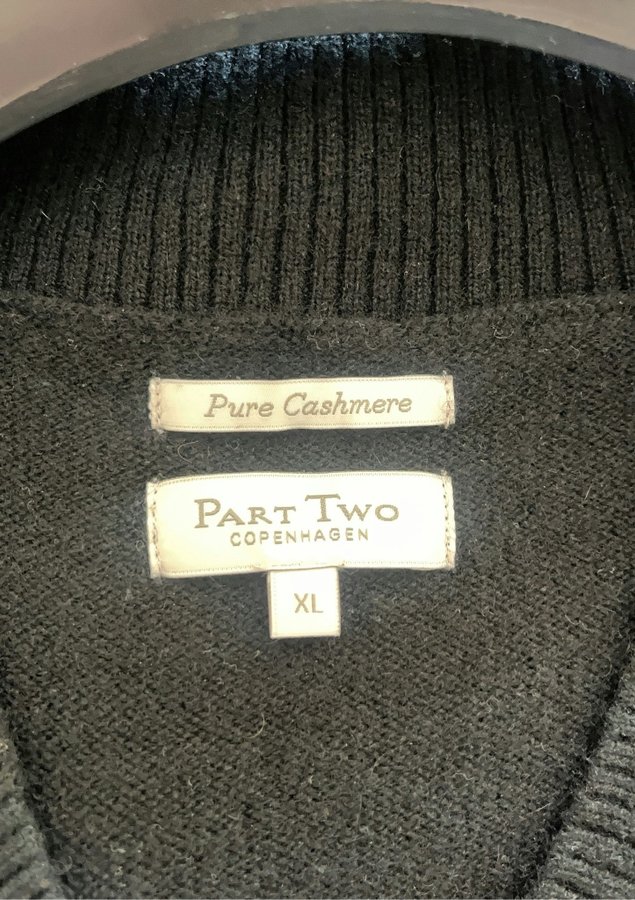 Pure Cashmere
PART TWO
COPENHAGEN
XL